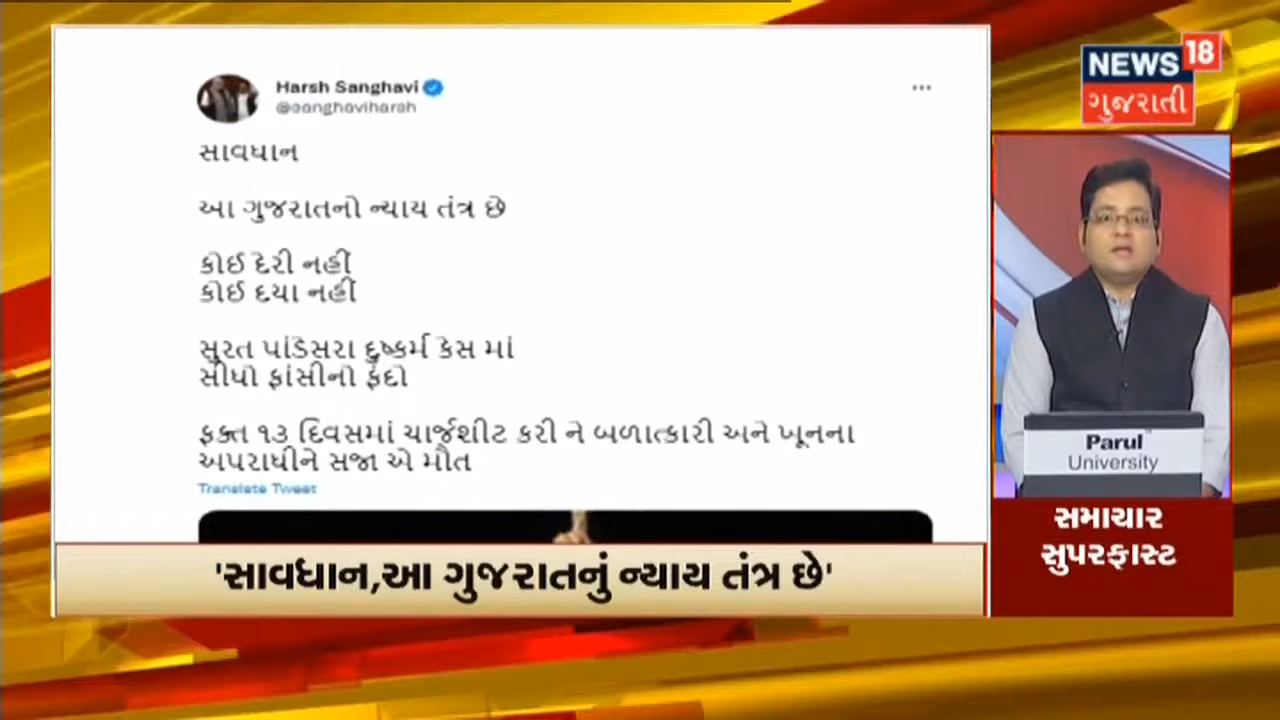 Harsh Sanghavi
@sanghaviharsh
સાવધાન
આ ગુજરાતનો ન્યાય તંત્ર છે
કોઈ દેરી નહીં
કોઈ દયા નહીં
સુરત પાંડેસરા દુષ્કર્મ કેસ માં
સીધો ફાંસીનો ફંદો
ફક્ત ૧૩ દિવસમાં ચાર્જશીટ કરી ને બળાત્કારી અને ખૂનના
અપરાધીને સજા એ મૌત
Translate Tweet
'સાવધાન,આ ગુજરાતનું ન્યાય તંત્ર છે'
NEWS 18
ગુજરાતી
Parul
University
સમાચાર
સુપરફાસ્ટ